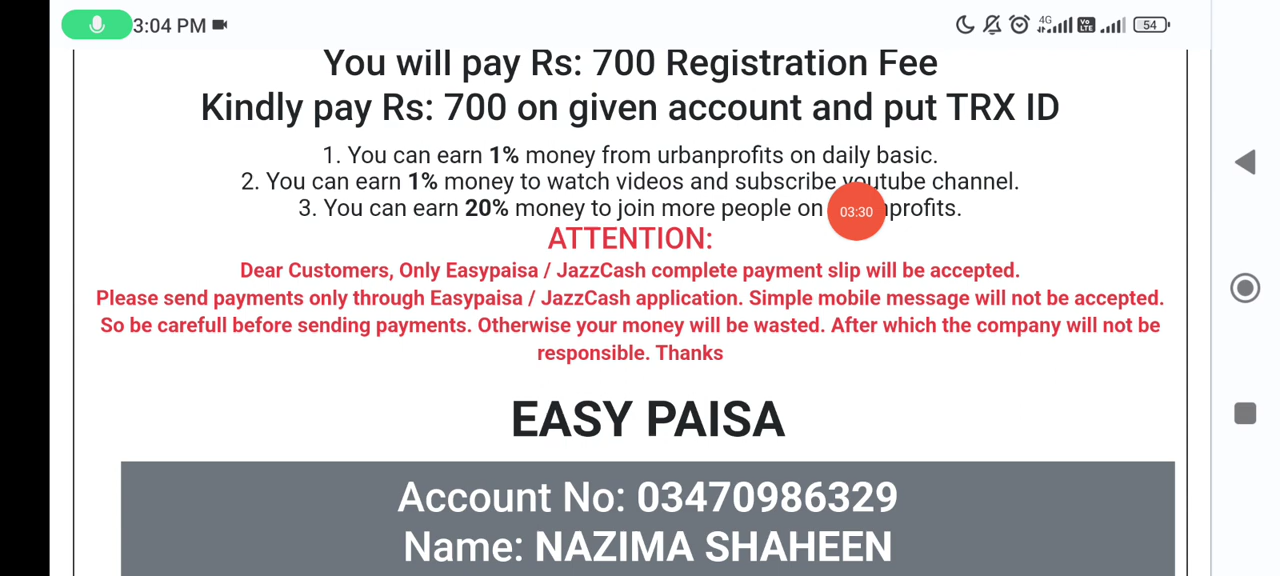 3:04 PM
4G
Vo
LTE
54
You will pay Rs: 700 Registration Fee
Kindly pay Rs: 700 on given account and put TRX ID
1. You can earn 1% money from urbanprofits on daily basic.
2. You can earn 1% money to watch videos and subscribe youtube channel.
3. You can earn 20% money to join more people on nprofits.
03:30
ATTENTION:
Dear Customers, Only Easypaisa / JazzCash complete payment slip will be accepted.
Please send payments only through Easypaisa / JazzCash application. Simple mobile message will not be accepted.
So be carefull before sending payments. Otherwise your money will be wasted. After which the company will not be
responsible. Thanks
EASY PAISA
Account No: 03470986329
Name: NAZIMA SHAHEEN